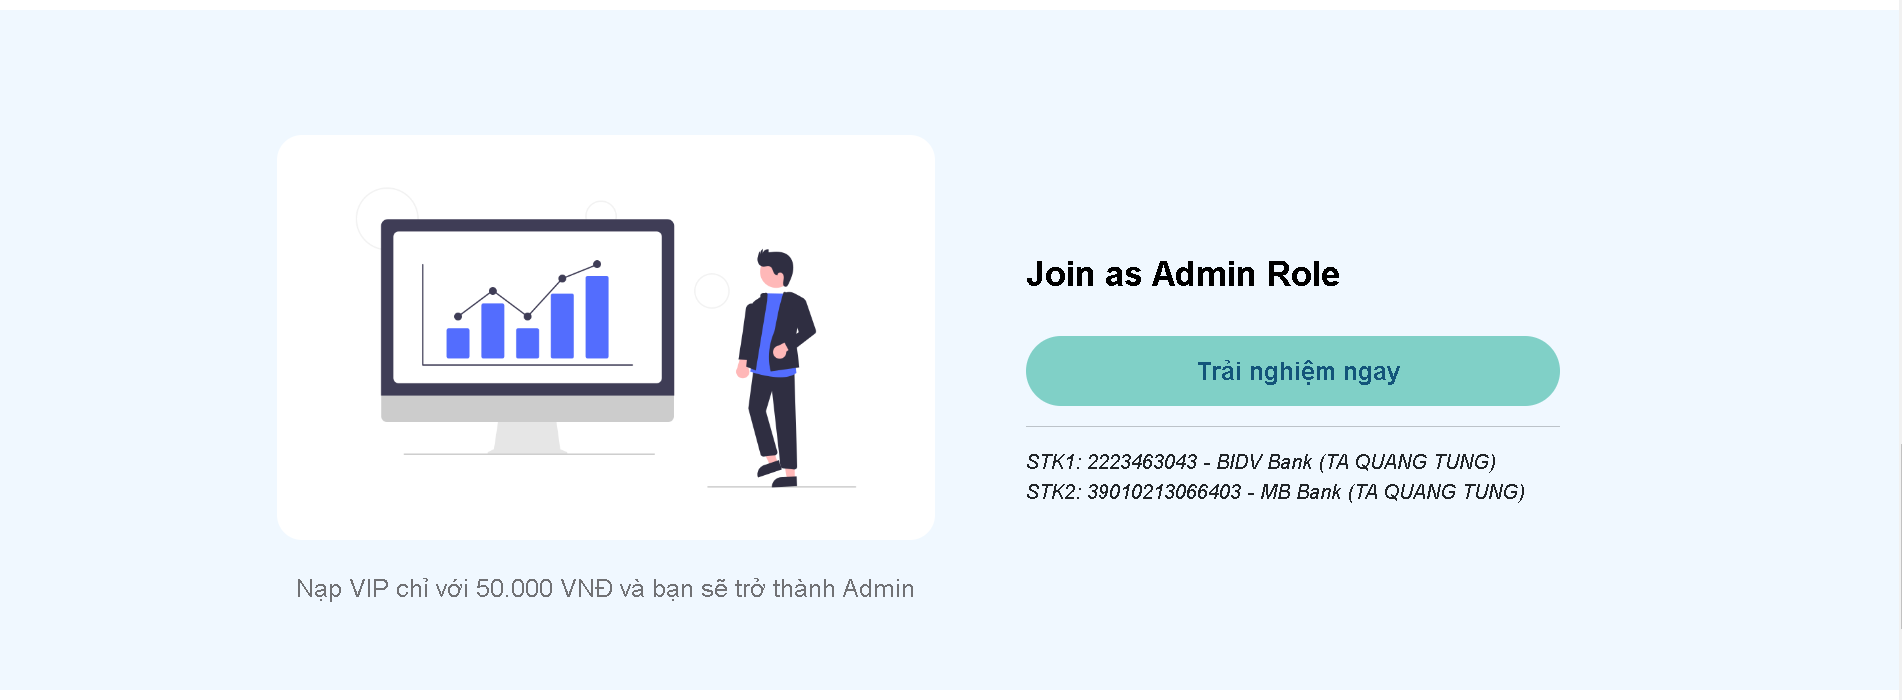 Join as Admin Role
Trải nghiệm ngay
STK1: 2223463043 - BIDV Bank (TA QUANG TUNG)
STK2: 39010213066403 - MB Bank (TA QUANG TUNG)
Nạp VIP chỉ với 50.000 VNĐ và bạn sẽ trở thành Admin